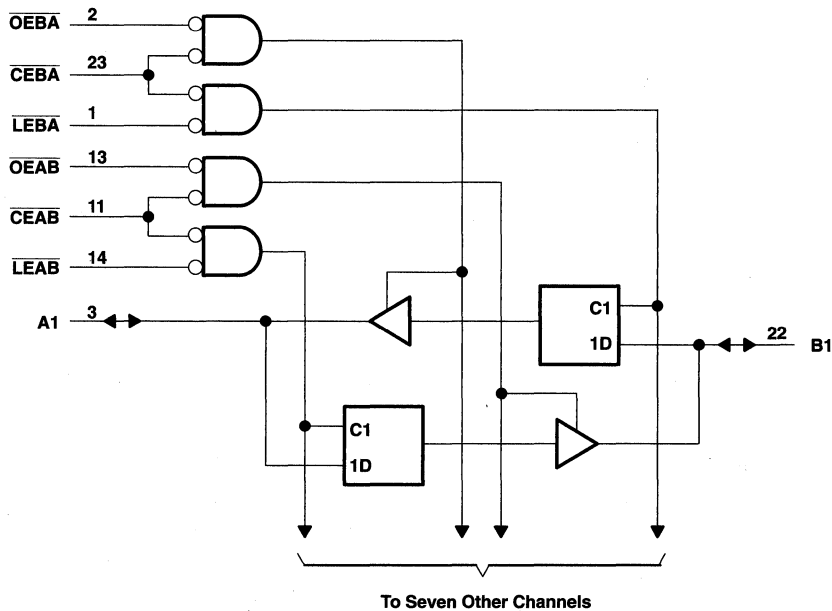 OEBA 2
CEBA 23
LEBA 1
OEAB 13
CEAB 11
LEAB 14
A1 3
C1
1D
22 B1
C1
1D
To Seven Other Channels